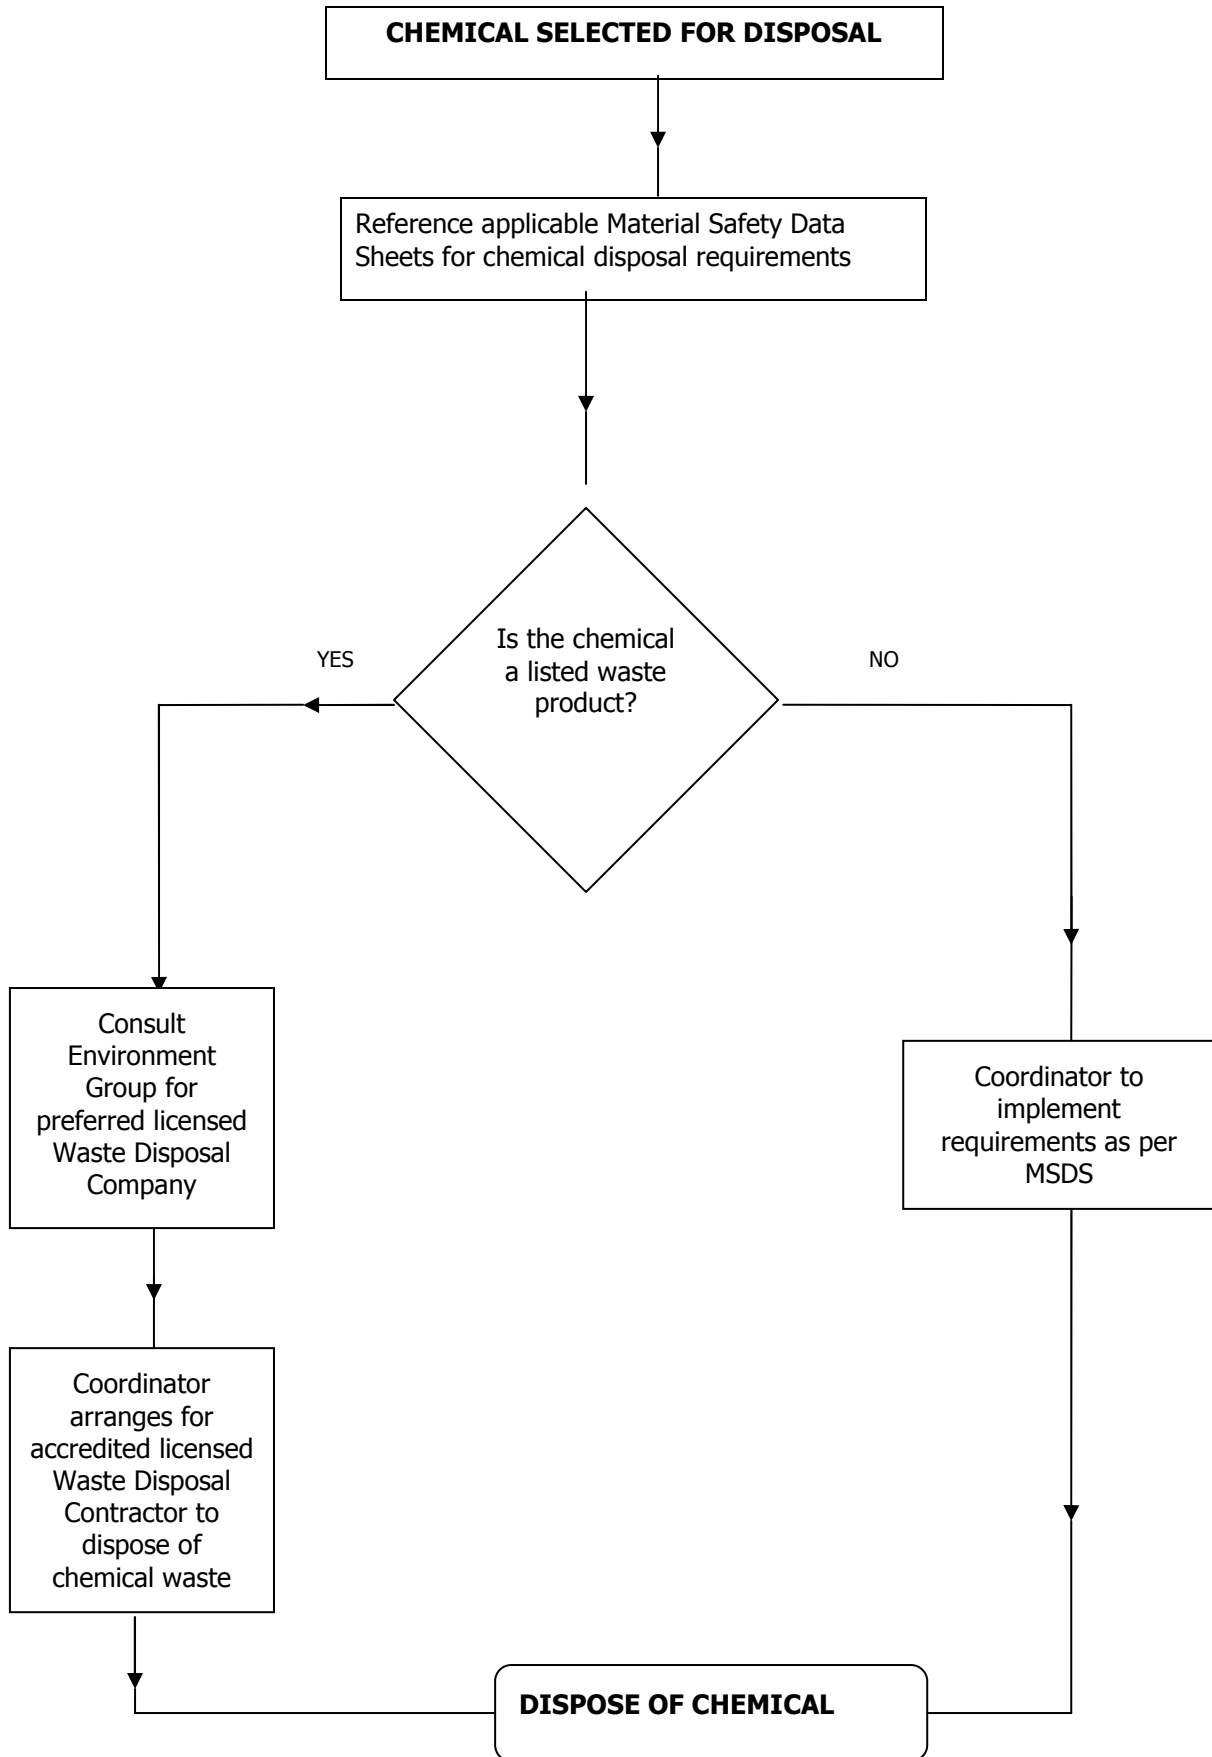 CHEMICAL SELECTED FOR DISPOSAL
Reference applicable Material Safety Data
Sheets for chemical disposal requirements
Is the chemical
a listed waste
product?
YES
NO
Consult
Environment
Group for
preferred licensed
Waste Disposal
Company
Coordinator to
implement
requirements as per
MSDS
Coordinator
arranges for
accredited licensed
Waste Disposal
Contractor to
dispose of
chemical waste
DISPOSE OF CHEMICAL